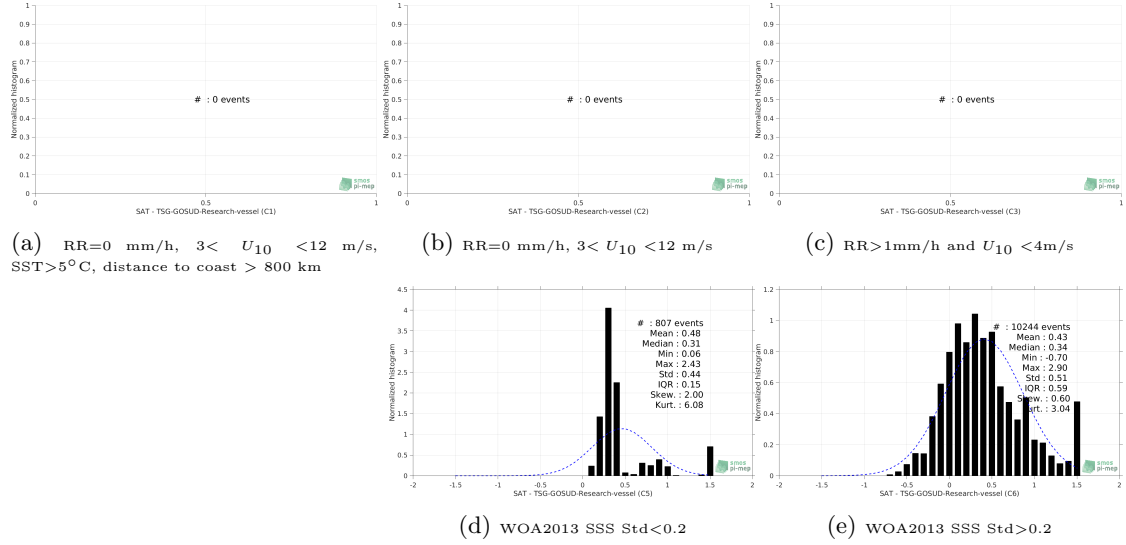 1
0.9
0.8
0.7
0.6
0.5
0.4
0.3
0.2
0.1
0
Normalized histogram
# : 0 events
smos
pi-mep
0
0.5
1
SAT - TSG-GOSUD-Research-vessel (C1)
1
0.9
0.8
0.7
0.6
0.5
0.4
0.3
0.2
0.1
0
Normalized histogram
# : 0 events
smos
pi-mep
0
0.5
1
SAT - TSG-GOSUD-Research-vessel (C2)
1
0.9
0.8
0.7
0.6
0.5
0.4
0.3
0.2
0.1
0
Normalized histogram
# : 0 events
smos
pi-mep
0
0.5
1
SAT - TSG-GOSUD-Research-vessel (C3)
(a) RR=0 mm/h, 3< U10 <12 m/s,
SST>5°C, distance to coast > 800 km
(b) RR=0 mm/h, 3< U10 <12 m/s
(c) RR>1mm/h and U10 <4m/s
4.5
4
3.5
3
2.5
2
1.5
1
0.5
0
Normalized histogram
# : 807 events
Mean : 0.48
Median : 0.31
Min : 0.06
Max : 2.43
Std : 0.44
IQR : 0.15
Skew. : 2.00
Kurt. : 6.08
smos
pi-mep
-2 -1.5 -1 -0.5 0 0.5 1 1.5 2
SAT - TSG-GOSUD-Research-vessel (C5)
1.2
1
0.8
0.6
0.4
0.2
0
Normalized histogram
# : 10244 events
Mean : 0.43
Median : 0.34
Min : -0.70
Max : 2.90
Std : 0.51
IQR : 0.59
Skew. : 0.60
Kurt. : 3.04
smos
pi-mep
-2 -1.5 -1 -0.5 0 0.5 1 1.5 2
SAT - TSG-GOSUD-Research-vessel (C6)
(d) WOA2013 SSS Std<0.2
(e) WOA2013 SSS Std>0.2